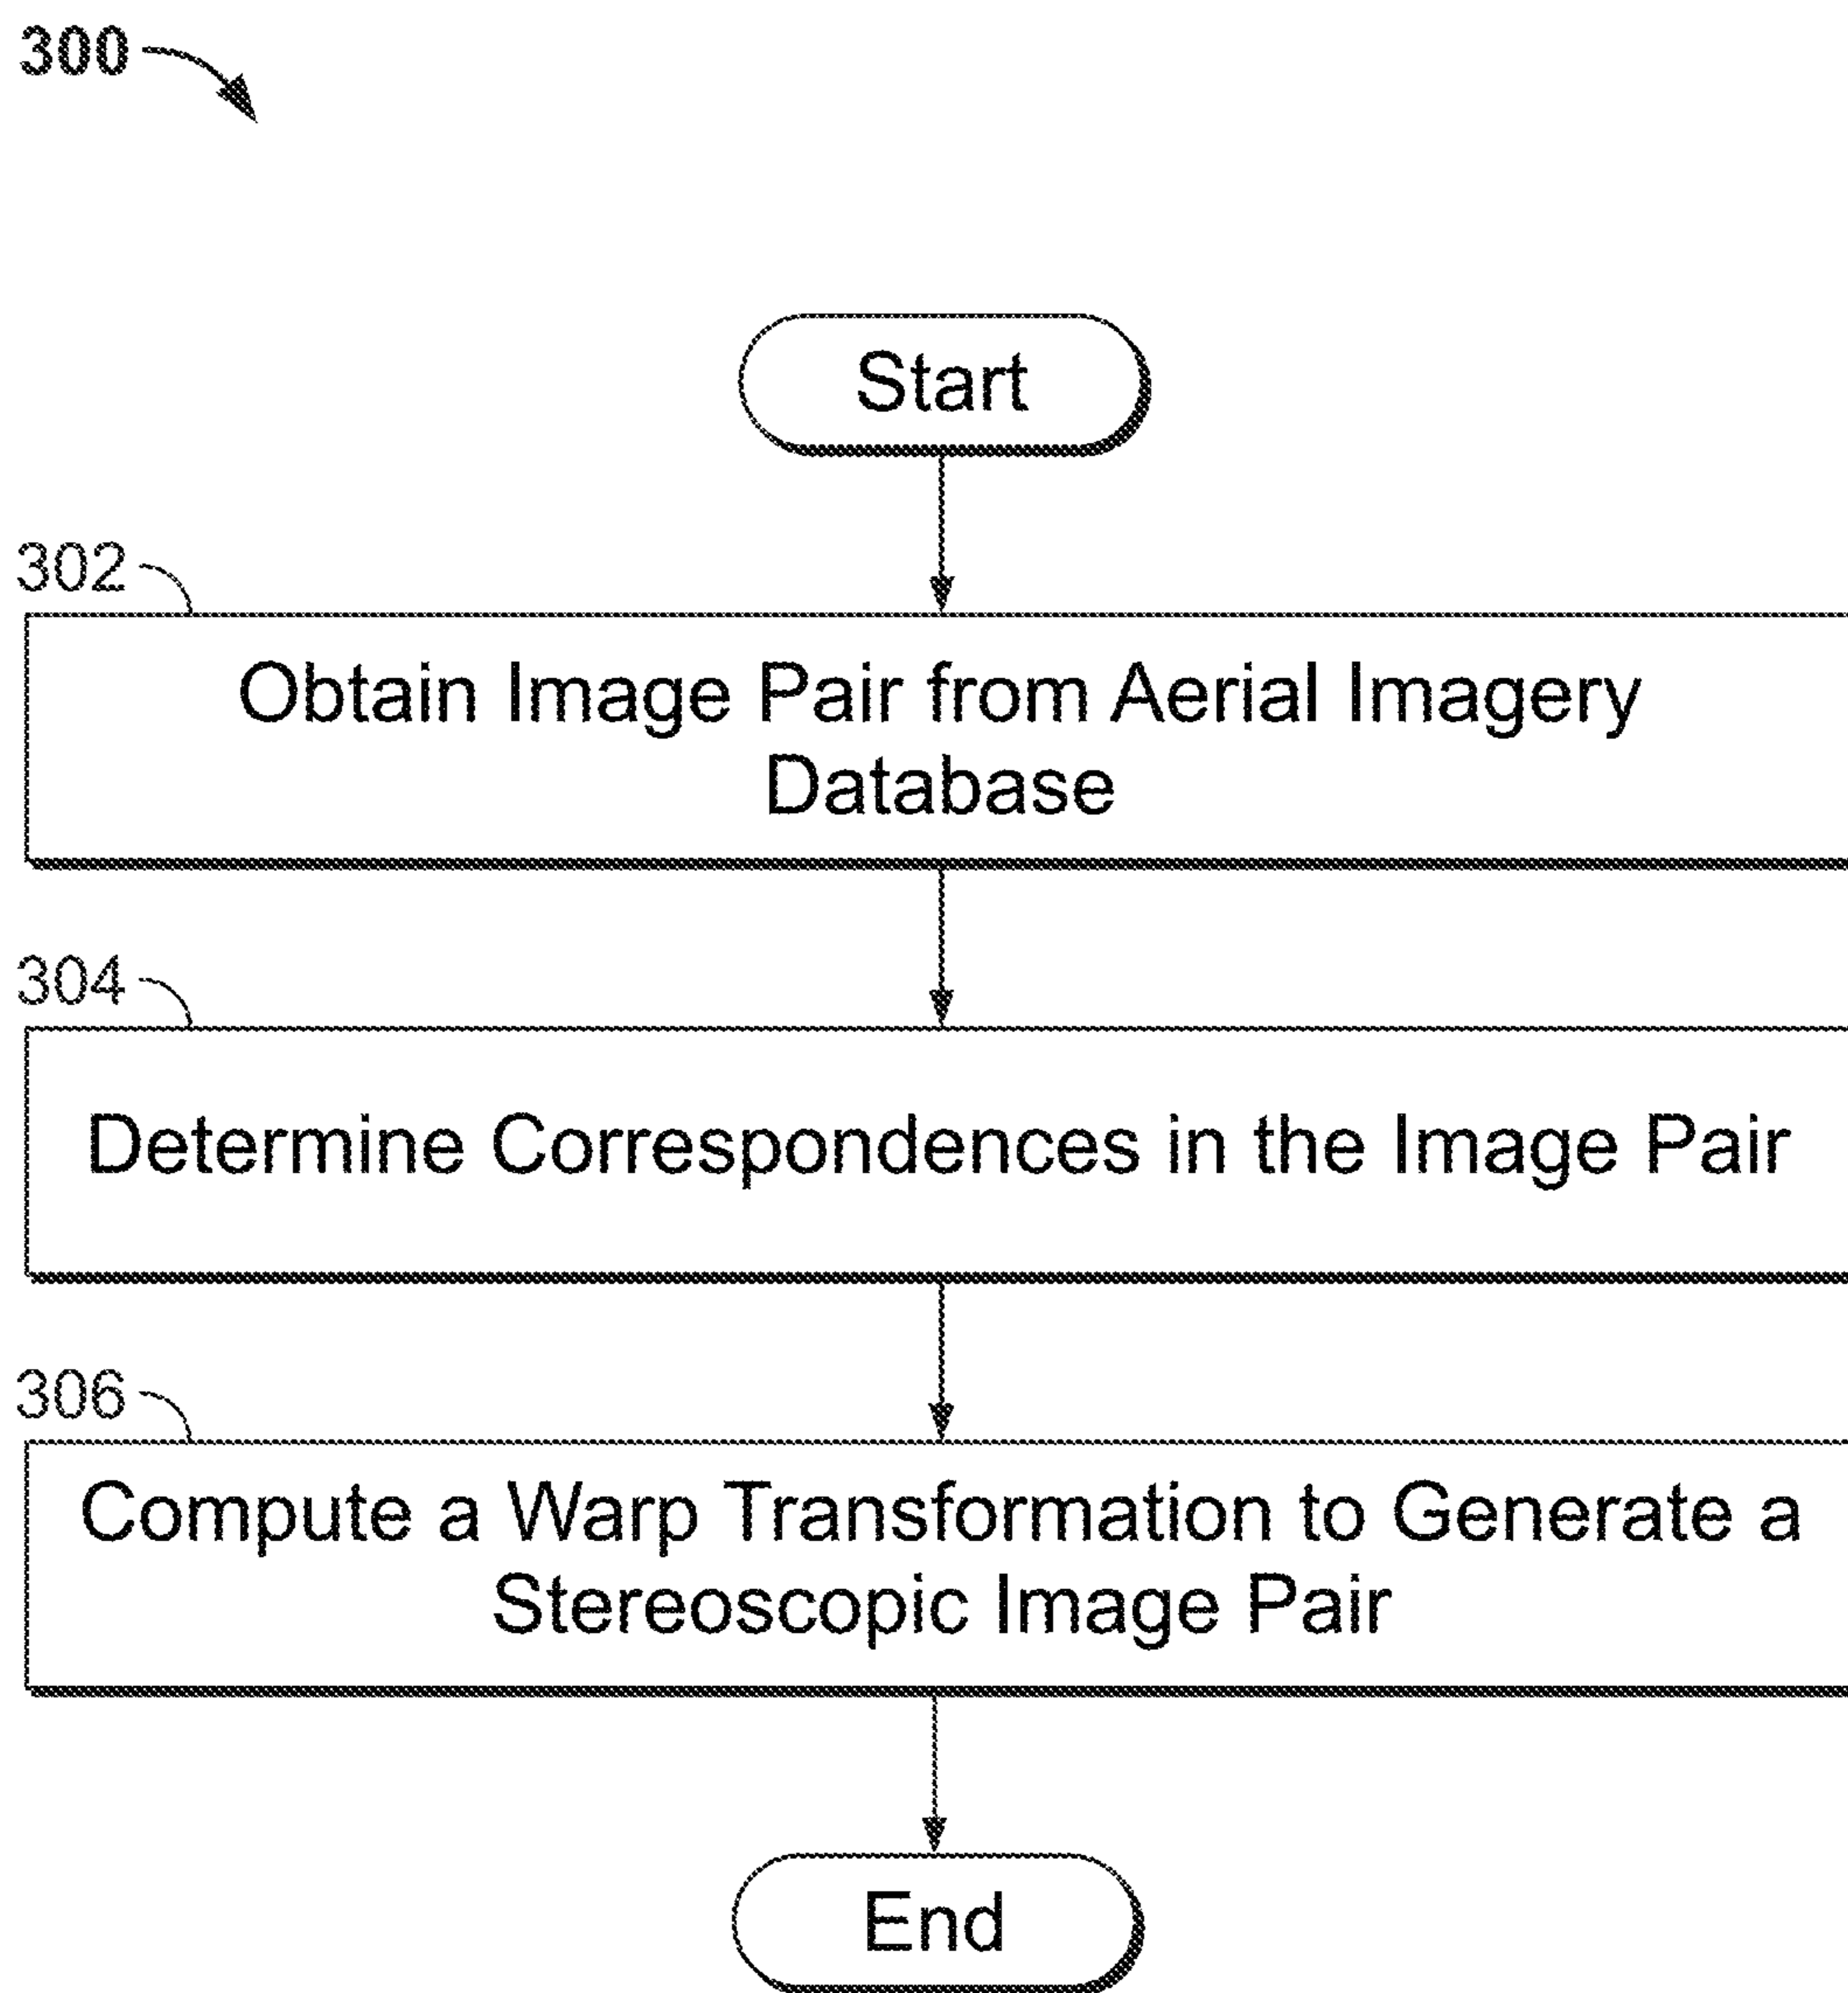 300
Start
302
Obtain Image Pair from Aerial Imagery
Database
304
Determine Correspondences in the Image Pair
306
Compute a Warp Transformation to Generate a
Stereoscopic Image Pair
End